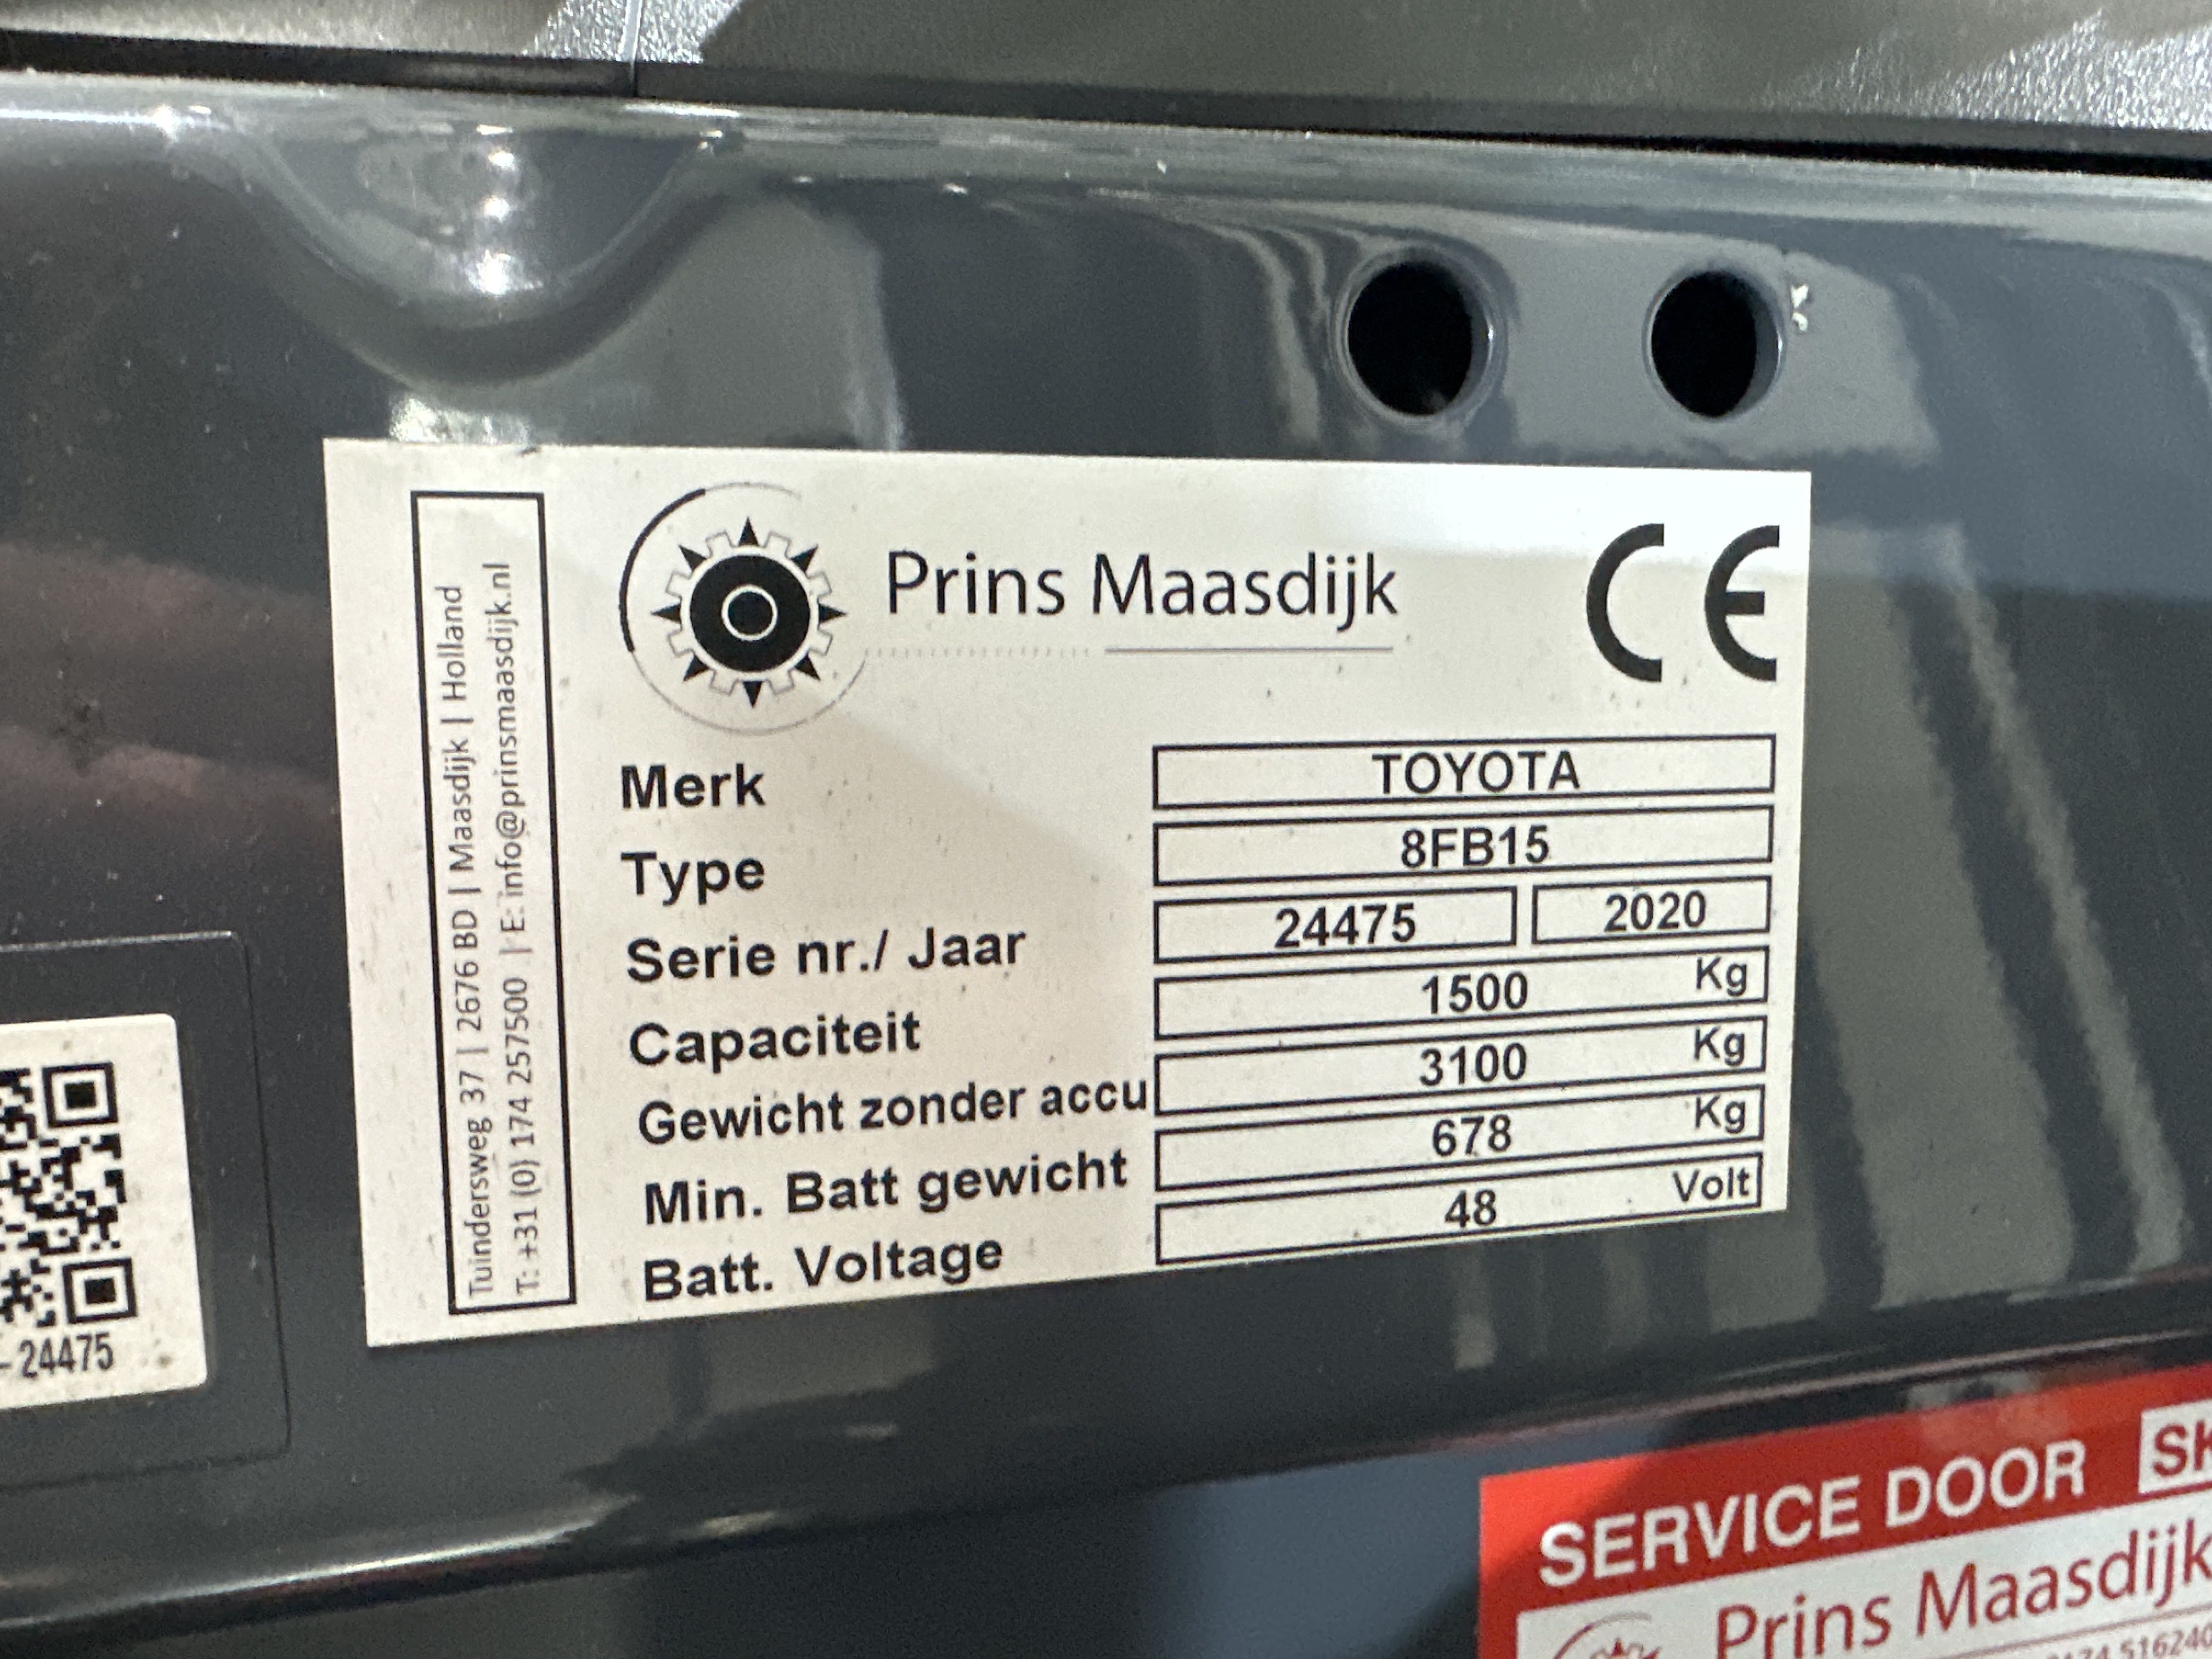 Prins Maasdijk
CE
Tuindersweg 37 | 2676 BD | Maasdijk | Holland
T: +31 (0) 174 257500 | E: info@prinsmaasdijk.nl
Merk TOYOTA
Type 8FB15
Serie nr./ Jaar 24475 2020
Capaciteit 1500 Kg
Gewicht zonder accu 3100 Kg
Min. Batt gewicht 678 Kg
Batt. Voltage 48 Volt
-24475
SERVICE DOOR
Prins Maasdijk